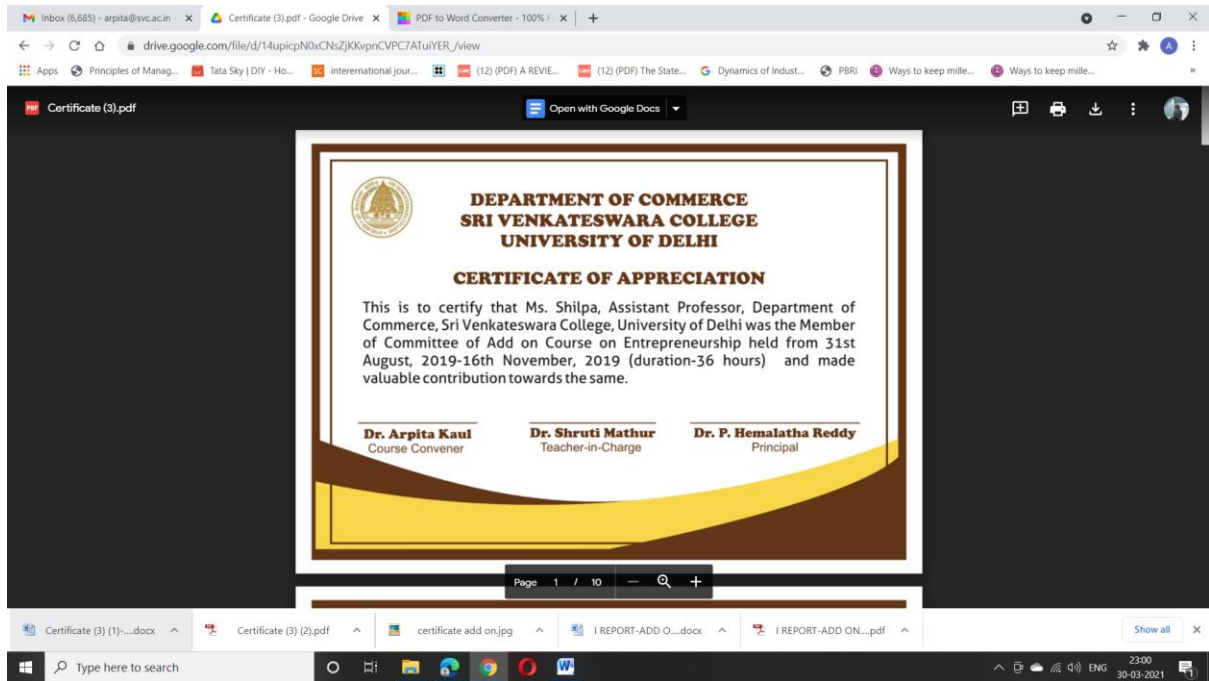 Inbox (6,685) - arpita@svc.ac.in
Certificate (3).pdf - Google Drive
PDF to Word Converter - 100% F
drive.google.com/file/d/14upicpN0xCNsZjKKvpnCVPC7ATuiYER_/view
A
Apps
Principles of Manag...
Tata Sky | DIY - Ho...
interernational jour...
(12) (PDF) A REVIE...
(12) (PDF) The State...
Dynamics of Indust...
PBRI
Ways to keep mille...
Ways to keep mille...
PDF
Certificate (3).pdf
Open with Google Docs
DEPARTMENT OF COMMERCE
SRI VENKATESWARA COLLEGE
UNIVERSITY OF DELHI
CERTIFICATE OF APPRECIATION
This is to certify that Ms. Shilpa, Assistant Professor, Department of
Commerce, Sri Venkateswara College, University of Delhi was the Member
of Committee of Add on Course on Entrepreneurship held from 31st
August, 2019-16th November, 2019 (duration-36 hours) and made
valuable contribution towards the same.
Dr. Arpita Kaul
Course Convener
Dr. Shruti Mathur
Teacher-in-Charge
Dr. P. Hemalatha Reddy
Principal
Page 1 / 10
Certificate (3) (1)-....docx
Certificate (3) (2).pdf
certificate add on.jpg
I REPORT-ADD O....docx
I REPORT-ADD ON....pdf
Show all
Type here to search
ENG
23:00
30-03-2021